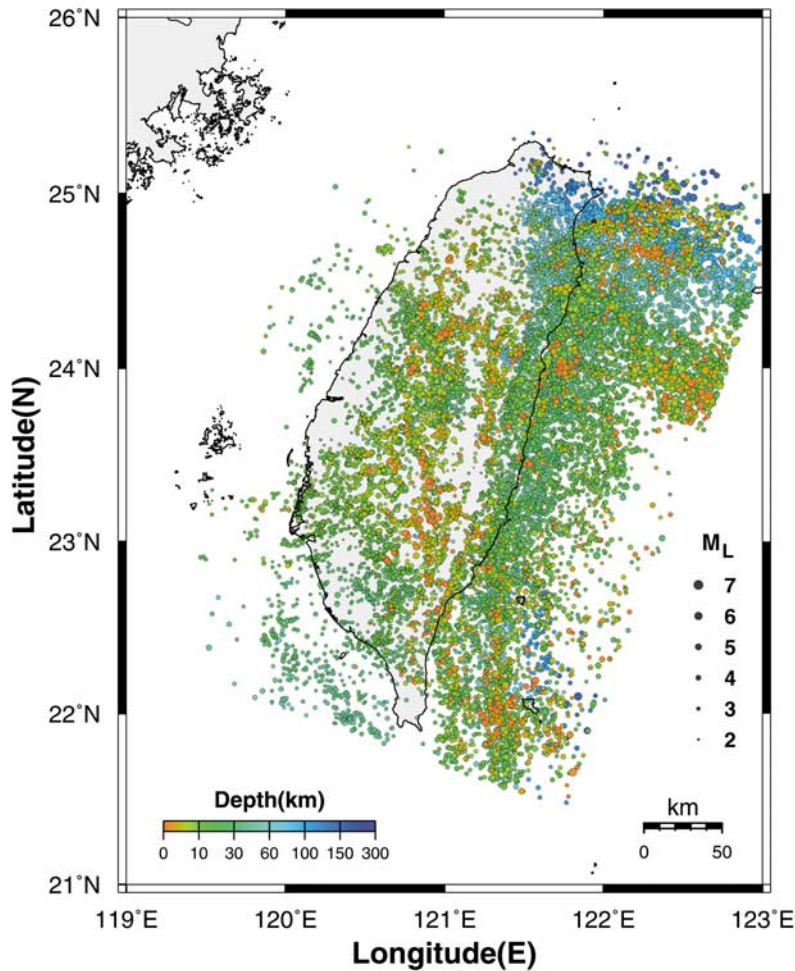 26˚N
25˚N
24˚N
23˚N
22˚N
21˚N
Latitude(N)
M_L
7
6
5
4
3
2
Depth(km)
0 10 30 60 100 150 300
km
0 50
119˚E 120˚E 121˚E 122˚E 123˚E
Longitude(E)